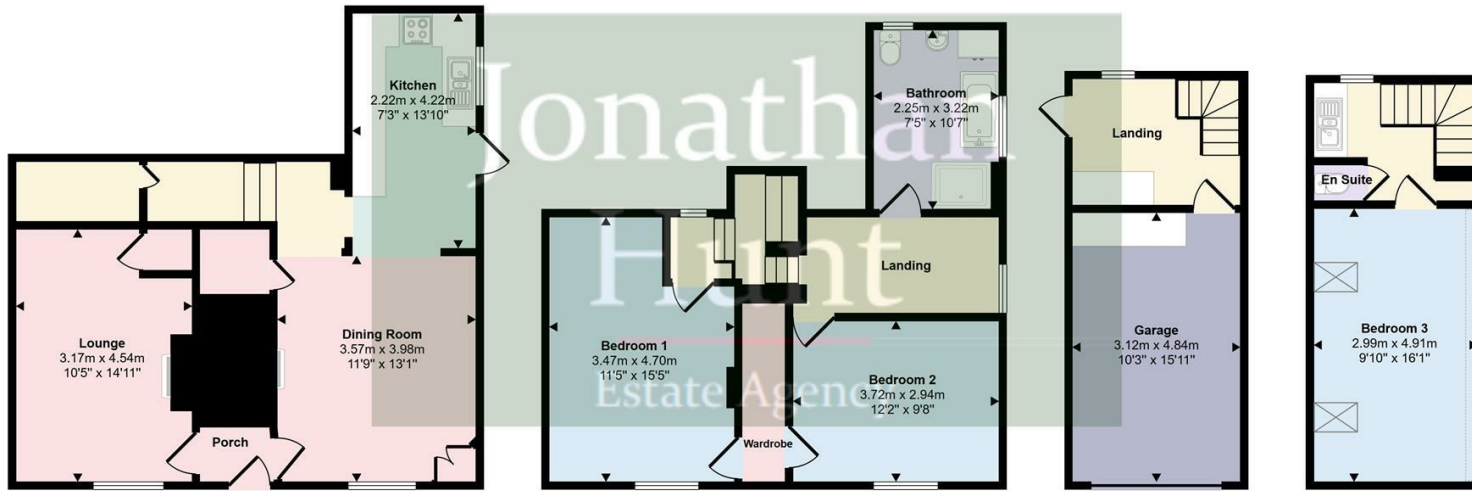 Kitchen
2.22m x 4.22m
7'3" x 13'10"
Lounge
3.17m x 4.54m
10'5" x 14'11"
Dining Room
3.57m x 3.98m
11'9" x 13'1"
Porch
Bathroom
2.25m x 3.22m
7'5" x 10'7"
Landing
Bedroom 1
3.47m x 4.70m
11'5" x 15'5"
Bedroom 2
3.72m x 2.94m
12'2" x 9'8"
Wardrobe
Landing
Garage
3.12m x 4.84m
10'3" x 15'11"
En Suite
Bedroom 3
2.99m x 4.91m
9'10" x 16'1"
Jonathan
Hunt
Estate Agency